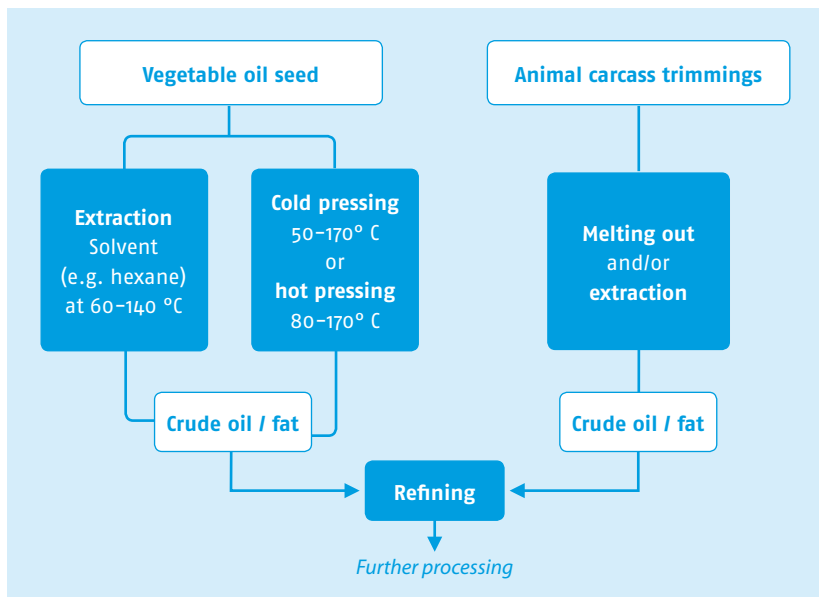 Vegetable oil seed
Animal carcass trimmings
Extraction
Solvent
(e.g. hexane)
at 60–140 °C
Cold pressing
50–170° C
or
hot pressing
80–170° C
Melting out
and/or
extraction
Crude oil / fat
Crude oil / fat
Refining
Further processing